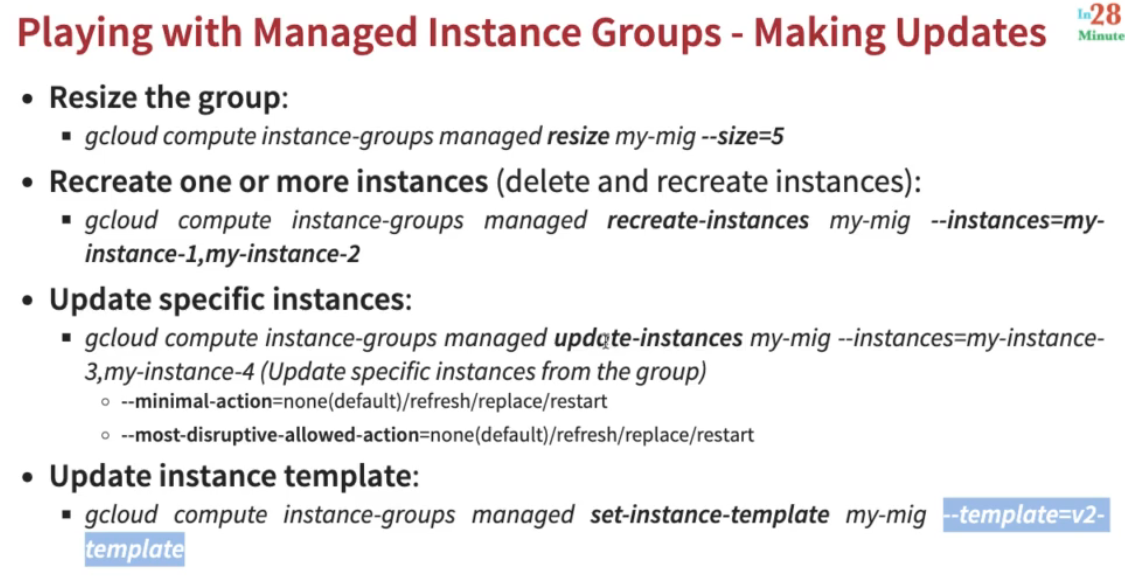 Playing with Managed Instance Groups - Making Updates
In28
Minute
• Resize the group:
▪ gcloud compute instance-groups managed resize my-mig --size=5
• Recreate one or more instances (delete and recreate instances):
▪ gcloud compute instance-groups managed recreate-instances my-mig --instances=my-
instance-1,my-instance-2
• Update specific instances:
▪ gcloud compute instance-groups managed update-instances my-mig --instances=my-instance-
3,my-instance-4 (Update specific instances from the group)
◦ --minimal-action=none(default)/refresh/replace/restart
◦ --most-disruptive-allowed-action=none(default)/refresh/replace/restart
• Update instance template:
▪ gcloud compute instance-groups managed set-instance-template my-mig --template=v2-
template